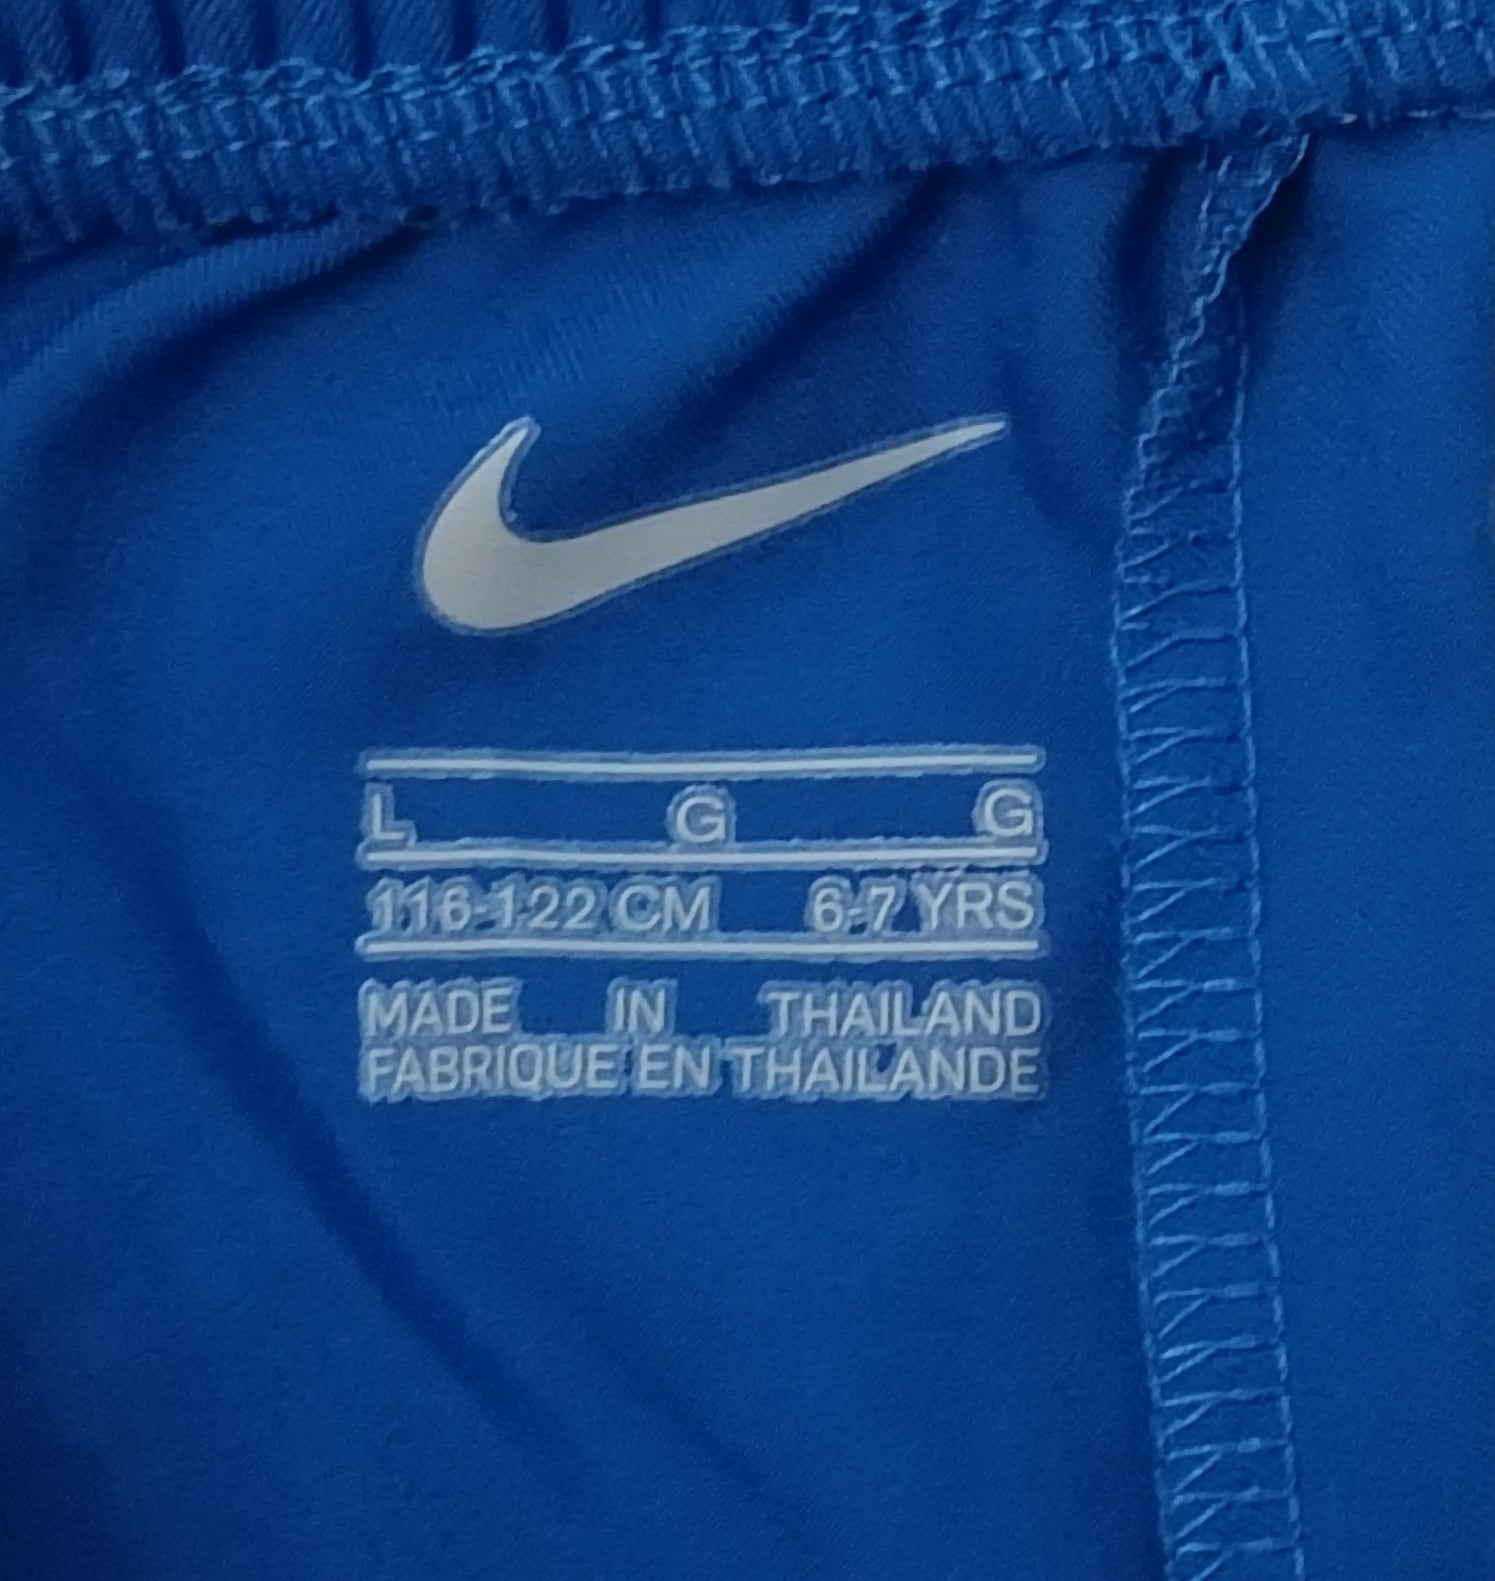 L G G
116-122 CM 6-7 YRS
MADE IN THAILAND
FABRIQUE EN THAILANDE